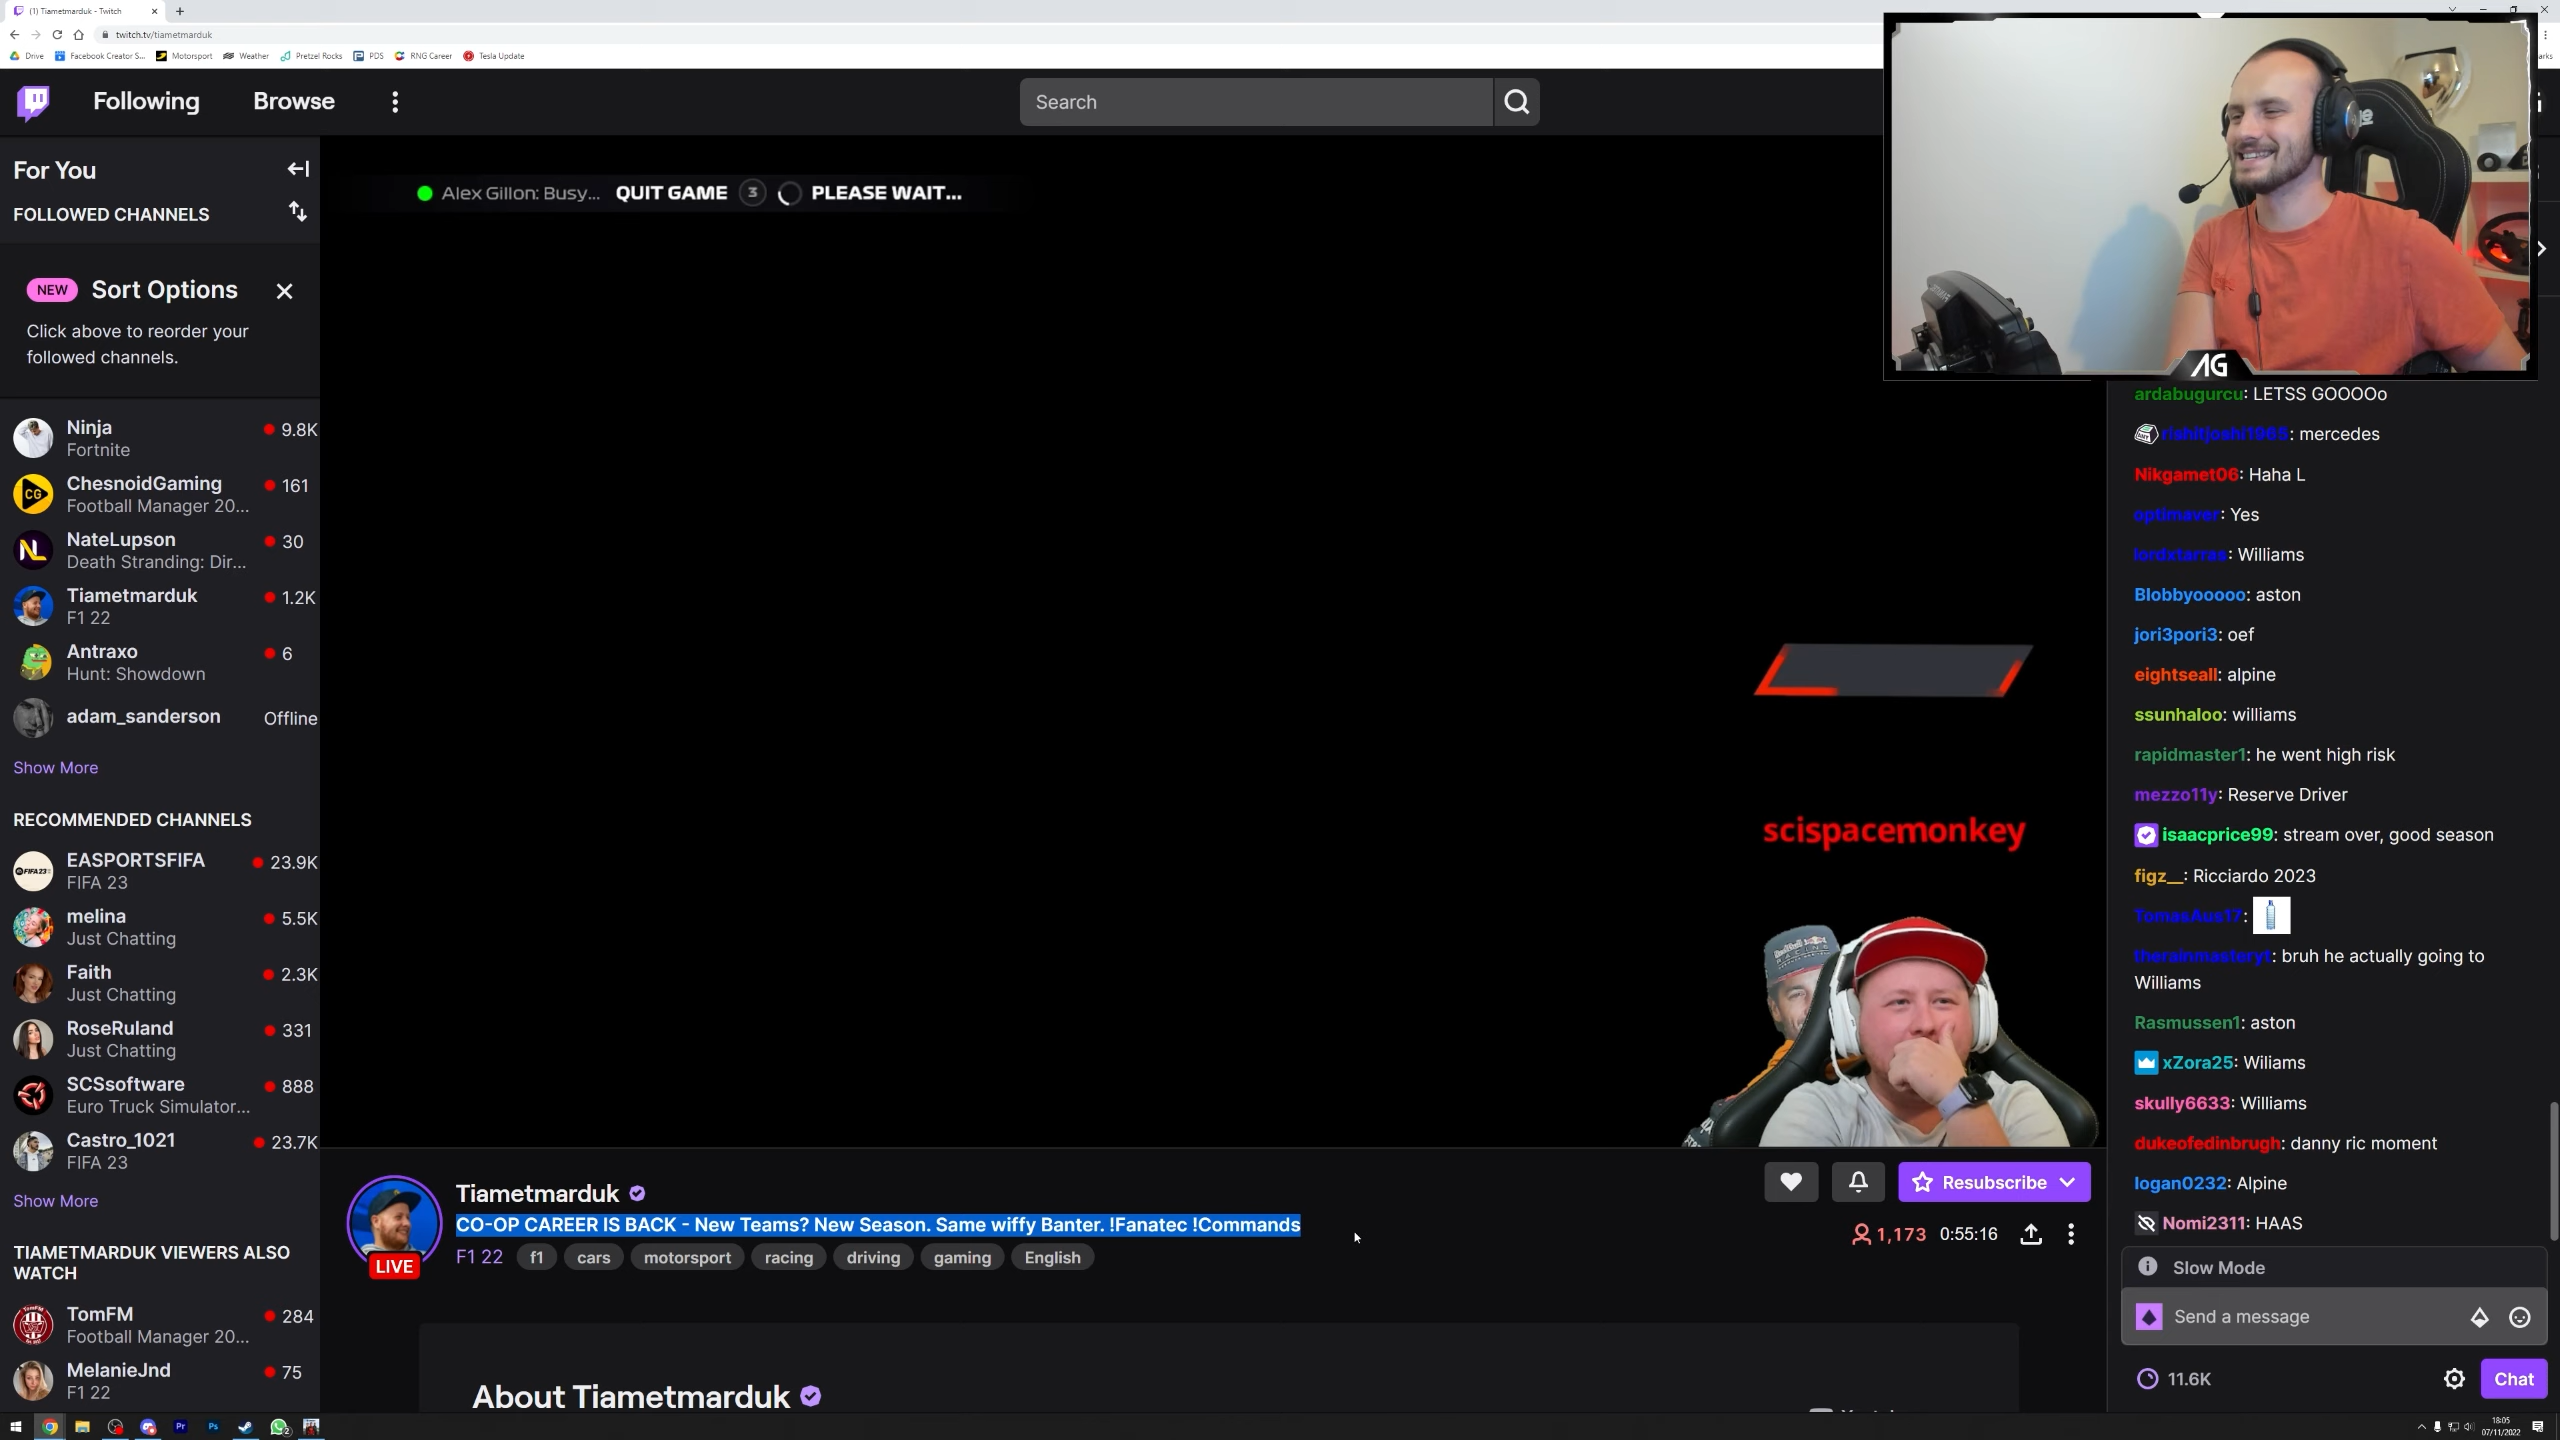 (1) Tiametmarduk - Twitch
twitch.tv/tiametmarduk
Drive
Facebook Creator S...
Motorsport
Weather
Pretzel Rocks
PDS
RNG Career
Tesla Update
Following
Browse
Search
For You
FOLLOWED CHANNELS
NEW Sort Options
Click above to reorder your
followed channels.
Ninja
9.8K
Fortnite
ChesnoidGaming
161
Football Manager 20...
NateLupson
30
Death Stranding: Dir...
Tiametmarduk
1.2K
F1 22
Antraxo
6
Hunt: Showdown
adam_sanderson
Offline
Show More
RECOMMENDED CHANNELS
EASPORTSFIFA
23.9K
FIFA 23
melina
5.5K
Just Chatting
Faith
2.3K
Just Chatting
RoseRuland
331
Just Chatting
SCSsoftware
888
Euro Truck Simulator...
Castro_1021
23.7K
FIFA 23
Show More
TIAMETMARDUK VIEWERS ALSO
WATCH
TomFM
284
Football Manager 20...
MelanieJnd
75
F1 22
Alex Gillon: Busy... QUIT GAME 3 PLEASE WAIT...
scispacemonkey
AG
LIVE
Tiametmarduk
CO-OP CAREER IS BACK - New Teams? New Season. Same wiffy Banter. !Fanatec !Commands
F1 22 f1 cars motorsport racing driving gaming English
Resubscribe
1,173 0:55:16
About Tiametmarduk
ardabugurcu: LETSS GOOOOo
rishitjoshi1965: mercedes
Nikgamet06: Haha L
optimaver: Yes
lordxtarras: Williams
Blobbyooooo: aston
jori3pori3: oef
eightseall: alpine
ssunhaloo: williams
rapidmaster1: he went high risk
mezzo11y: Reserve Driver
isaacprice99: stream over, good season
figz__: Ricciardo 2023
TomasAus17:
therainmasteryt: bruh he actually going to
Williams
Rasmussen1: aston
xZora25: Wiliams
skully6633: Williams
dukeofedinbrugh: danny ric moment
logan0232: Alpine
Nomi2311: HAAS
Slow Mode
Send a message
11.6K
Chat
18:05
07/11/2022